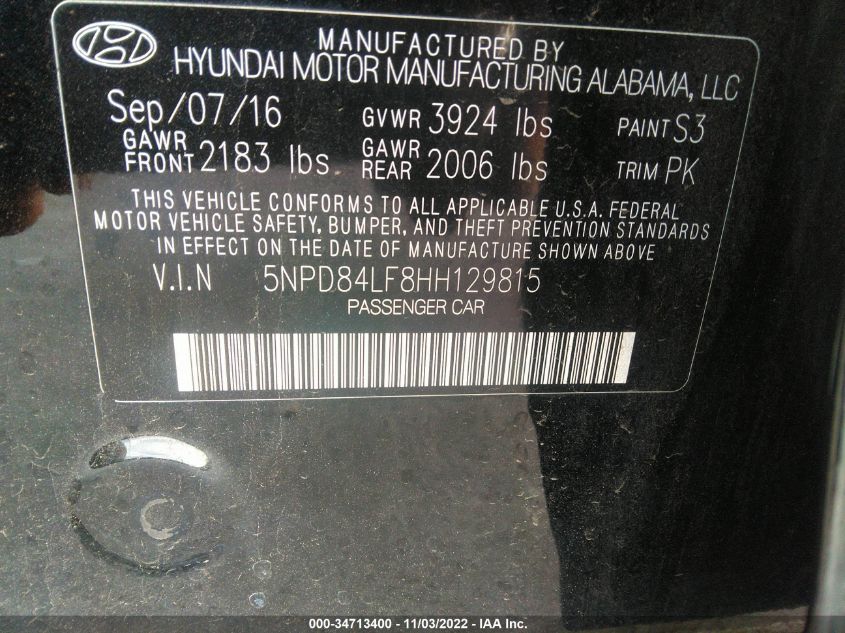 MANUFACTURED BY
HYUNDAI MOTOR MANUFACTURING ALABAMA, LLC
Sep/07/16 GVWR 3924 lbs PAINT S3
GAWR FRONT 2183 lbs GAWR REAR 2006 lbs TRIM PK
THIS VEHICLE CONFORMS TO ALL APPLICABLE U.S.A. FEDERAL
MOTOR VEHICLE SAFETY, BUMPER, AND THEFT PREVENTION STANDARDS
IN EFFECT ON THE DATE OF MANUFACTURE SHOWN ABOVE
V.I.N 5NPD84LF8HH129815
PASSENGER CAR
000-34713400 - 11/03/2022 - IAA Inc.